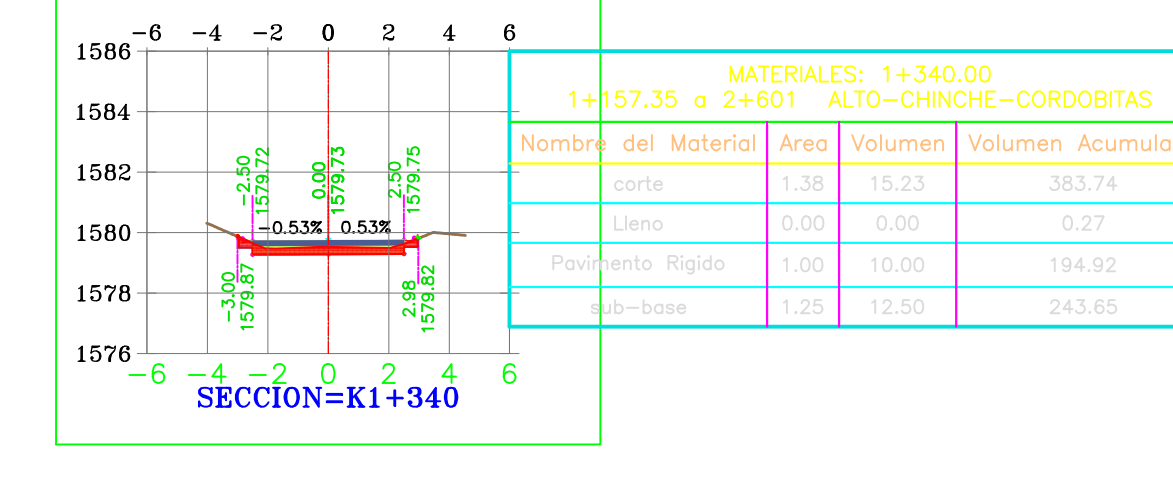 -6 -4 -2 0 2 4 6
1586
1584
1582
1580
1578
1576
-2.50
1579.72
0.00
1579.73
2.50
1579.75
-0.53% 0.53%
-3.00
1579.87
2.98
1579.82
-6 -4 -2 0 2 4 6
SECCION=K1+340
MATERIALES: 1+340.00
1+157.35 a 2+601 ALTO-CHINCHE-CORDOBITAS
Nombre del Material Area Volumen Volumen Acumula
corte 1.38 15.23 383.74
Lleno 0.00 0.00 0.27
Pavimento Rigido 1.00 10.00 194.92
sub-base 1.25 12.50 243.65